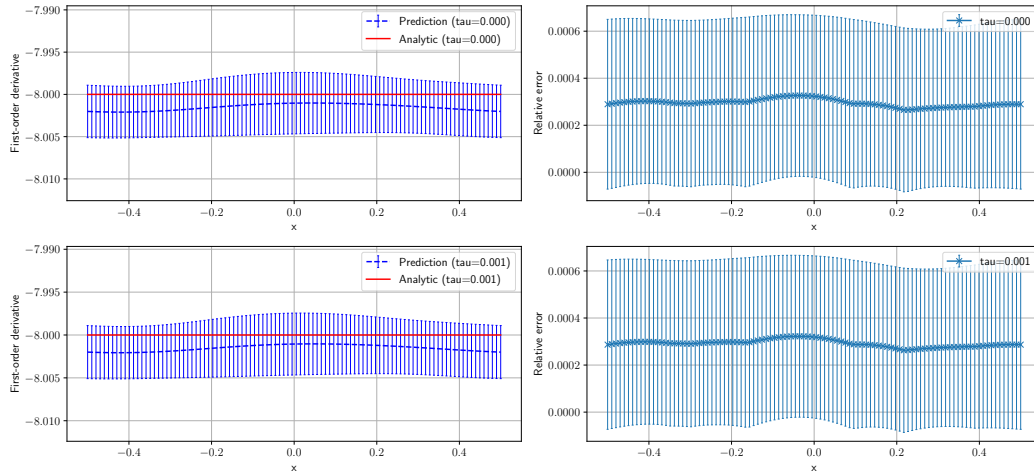 −7.990
−7.995
−8.000
−8.005
−8.010
First-order derivative
Prediction (tau=0.000)
Analytic (tau=0.000)
−0.4
−0.2
0.0
0.2
0.4
x
0.0006
0.0004
0.0002
0.0000
Relative error
tau=0.000
−0.4
−0.2
0.0
0.2
0.4
x
−7.990
−7.995
−8.000
−8.005
−8.010
First-order derivative
Prediction (tau=0.001)
Analytic (tau=0.001)
−0.4
−0.2
0.0
0.2
0.4
x
0.0006
0.0004
0.0002
0.0000
Relative error
tau=0.001
−0.4
−0.2
0.0
0.2
0.4
x